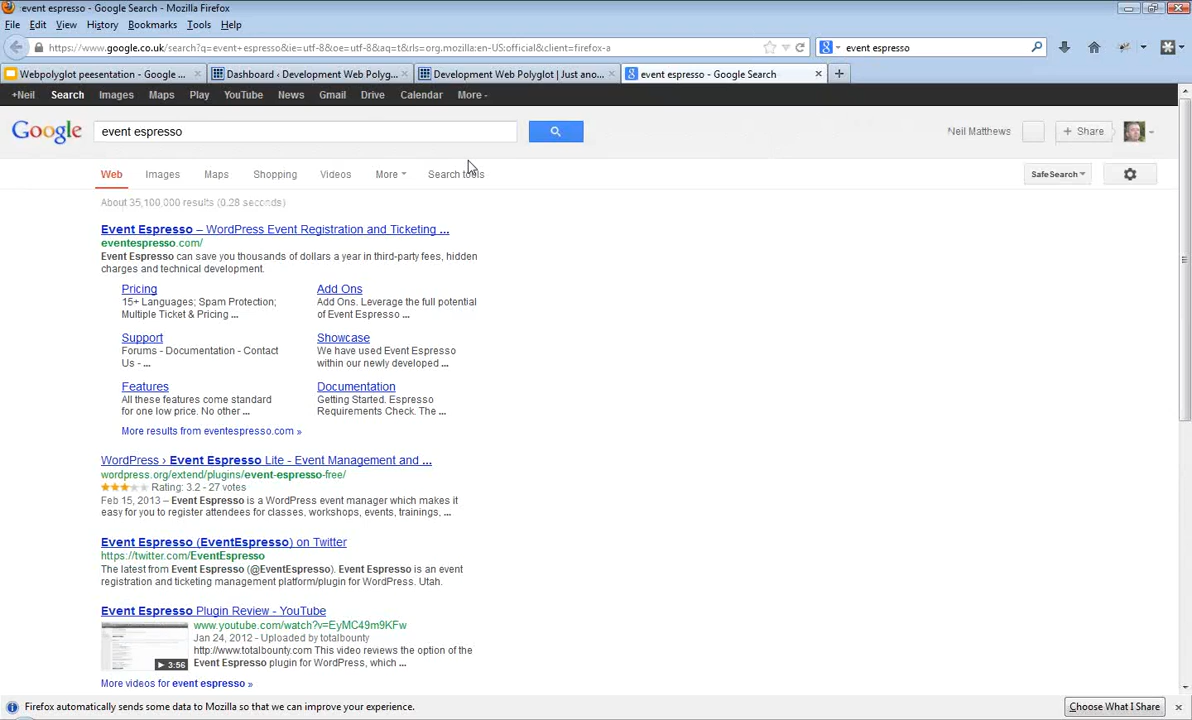 event espresso - Google Search - Mozilla Firefox
File Edit View History Bookmarks Tools Help
https://www.google.co.uk/search?q=event+espresso&ie=utf-8&oe=utf-8&aq=t&rls=org.mozilla:en-US:official&client=firefox-a
event espresso
Webpolyglot peesentation - Google ...
Dashboard ‹ Development Web Polyg...
Development Web Polyglot | Just ano...
event espresso - Google Search
+Neil Search Images Maps Play YouTube News Gmail Drive Calendar More
Google
event espresso
Neil Matthews
+ Share
Web Images Maps Shopping Videos More Search tools
SafeSearch
About 35,100,000 results (0.28 seconds)
Event Espresso – WordPress Event Registration and Ticketing ...
eventespresso.com/
Event Espresso can save you thousands of dollars a year in third-party fees, hidden
charges and technical development.
Pricing
15+ Languages; Spam Protection;
Multiple Ticket & Pricing ...
Add Ons
Add Ons. Leverage the full potential
of Event Espresso ...
Support
Forums - Documentation - Contact
Us - ...
Showcase
We have used Event Espresso
within our newly developed ...
Features
All these features come standard
for one low price. No other ...
Documentation
Getting Started. Espresso
Requirements Check. The ...
More results from eventespresso.com »
WordPress › Event Espresso Lite - Event Management and ...
wordpress.org/extend/plugins/event-espresso-free/
Rating: 3.2 - 27 votes
Feb 15, 2013 – Event Espresso is a WordPress event manager which makes it
easy for you to register attendees for classes, workshops, events, trainings, ...
Event Espresso (EventEspresso) on Twitter
https://twitter.com/EventEspresso
The latest from Event Espresso (@EventEspresso). Event Espresso is an event
registration and ticketing management platform/plugin for WordPress. Utah.
Event Espresso Plugin Review - YouTube
www.youtube.com/watch?v=EyMC49m9KFw
Jan 24, 2012 - Uploaded by totalbounty
http://www.totalbounty.com This video reviews the option of the
Event Espresso plugin for WordPress, which ...
3:56
More videos for event espresso »
Firefox automatically sends some data to Mozilla so that we can improve your experience.
Choose What I Share